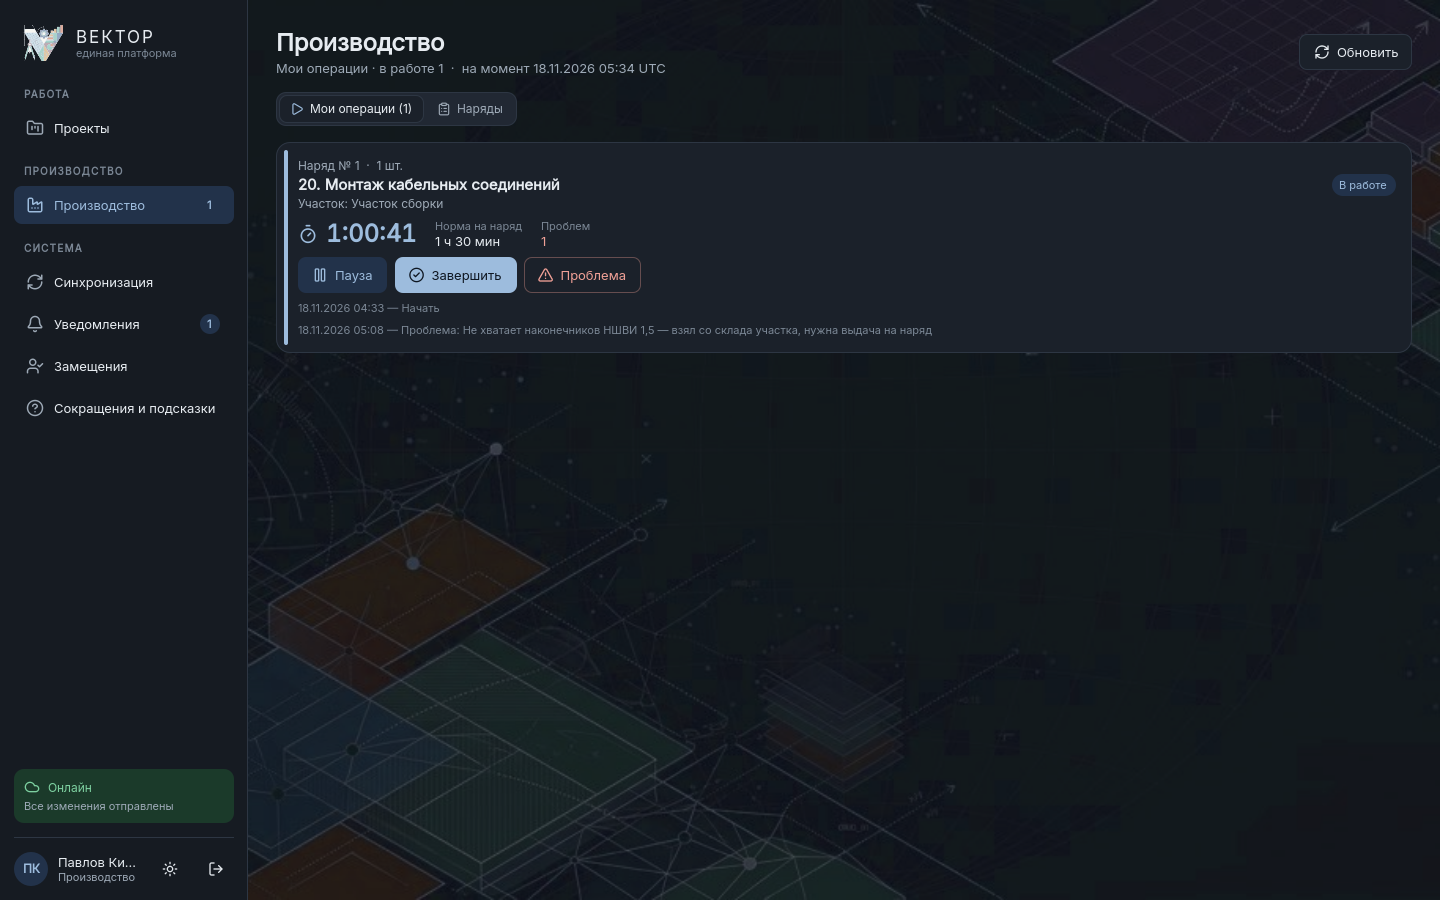 ВЕКТОР
единая платформа
РАБОТА
Проекты
ПРОИЗВОДСТВО
Производство 1
СИСТЕМА
Синхронизация
Уведомления 1
Замещения
Сокращения и подсказки
Онлайн
Все изменения отправлены
ПК
Павлов Ки...
Производство
Производство
Мои операции · в работе 1 · на момент 18.11.2026 05:34 UTC
Обновить
Мои операции (1)
Наряды
Наряд № 1 · 1 шт.
20. Монтаж кабельных соединений
В работе
Участок: Участок сборки
1:00:41
Норма на наряд
1 ч 30 мин
Проблем
1
Пауза
Завершить
Проблема
18.11.2026 04:33 — Начать
18.11.2026 05:08 — Проблема: Не хватает наконечников НШВИ 1,5 — взял со склада участка, нужна выдача на наряд